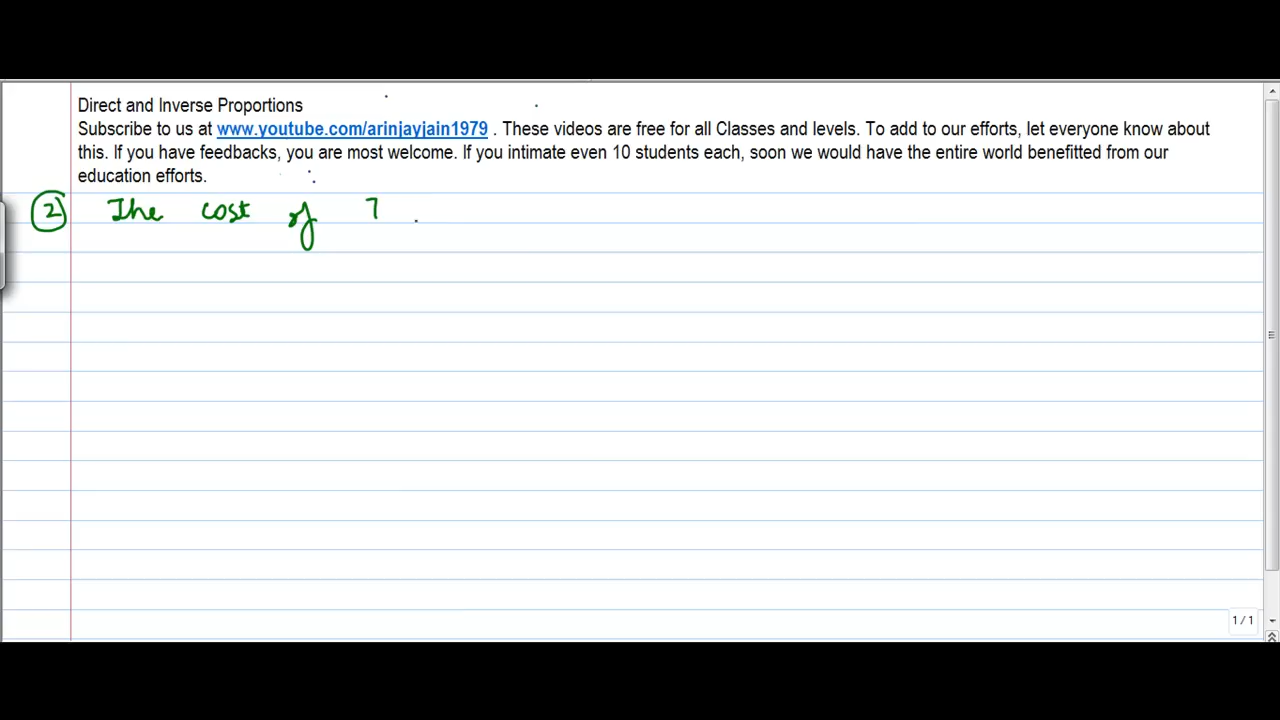 Direct and Inverse Proportions
Subscribe to us at www.youtube.com/arinjayjain1979 . These videos are free for all Classes and levels. To add to our efforts, let everyone know about
this. If you have feedbacks, you are most welcome. If you intimate even 10 students each, soon we would have the entire world benefitted from our
education efforts.
2 The cost of 7
1 / 1